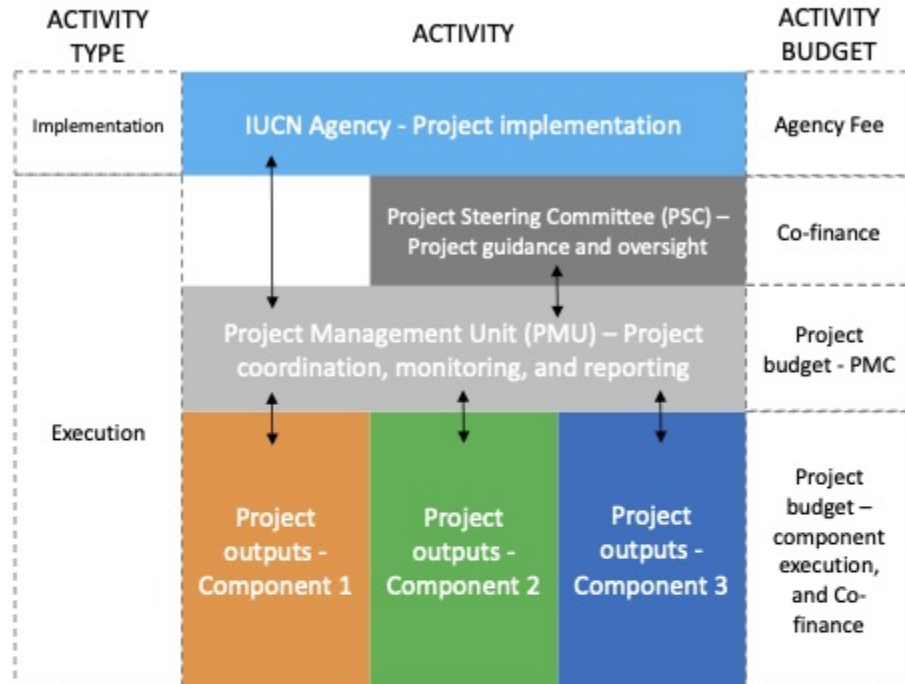 ACTIVITY
TYPE
ACTIVITY
ACTIVITY
BUDGET
Implementation
IUCN Agency - Project implementation
Agency Fee
Project Steering Committee (PSC) –
Project guidance and oversight
Co-finance
Project Management Unit (PMU) – Project
coordination, monitoring, and reporting
Project
budget - PMC
Execution
Project
outputs -
Component 1
Project
outputs -
Component 2
Project
outputs -
Component 3
Project
budget –
component
execution,
and Co-
finance